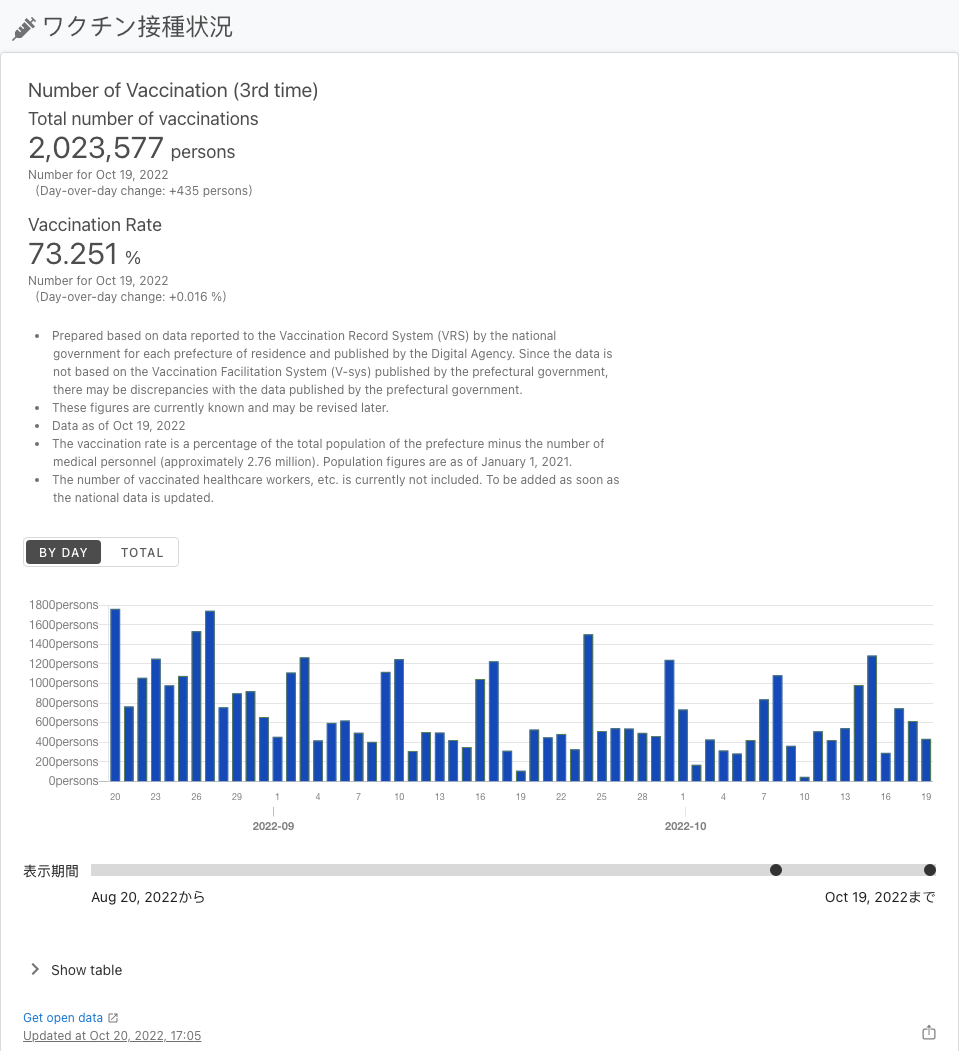 ワクチン接種状況
Number of Vaccination (3rd time)
Total number of vaccinations
2,023,577 persons
Number for Oct 19, 2022
(Day-over-day change: +435 persons)
Vaccination Rate
73.251 %
Number for Oct 19, 2022
(Day-over-day change: +0.016 %)
• Prepared based on data reported to the Vaccination Record System (VRS) by the national
government for each prefecture of residence and published by the Digital Agency. Since the data is
not based on the Vaccination Facilitation System (V-sys) published by the prefectural government,
there may be discrepancies with the data published by the prefectural government.
• These figures are currently known and may be revised later.
• Data as of Oct 19, 2022
• The vaccination rate is a percentage of the total population of the prefecture minus the number of
medical personnel (approximately 2.76 million). Population figures are as of January 1, 2021.
• The number of vaccinated healthcare workers, etc. is currently not included. To be added as soon as
the national data is updated.
BY DAY TOTAL
1800persons
1600persons
1400persons
1200persons
1000persons
800persons
600persons
400persons
200persons
0persons
20 23 26 29 1 4 7 10 13 16 19 22 25 28 1 4 7 10 13 16 19
2022-09 2022-10
表示期間
Aug 20, 2022から Oct 19, 2022まで
Show table
Get open data
Updated at Oct 20, 2022, 17:05